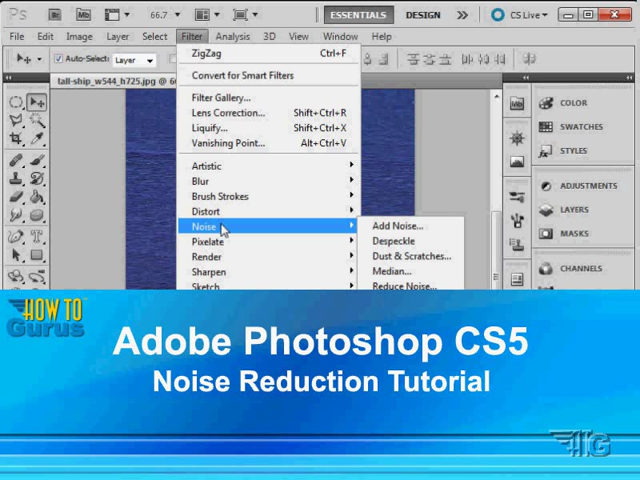 Ps Br Mb 66.7 ESSENTIALS DESIGN CS Live
File Edit Image Layer Select Filter Analysis 3D View Window Help
Auto-Select: Layer
tall-ship_w544_h725.jpg @ 6
ZigZag Ctrl+F
Convert for Smart Filters
Filter Gallery...
Lens Correction... Shift+Ctrl+R
Liquify... Shift+Ctrl+X
Vanishing Point... Alt+Ctrl+V
Artistic
Blur
Brush Strokes
Distort
Noise
Pixelate
Render
Sharpen
Sketch
Add Noise...
Despeckle
Dust & Scratches...
Median...
Reduce Noise...
Mb
COLOR
SWATCHES
STYLES
ADJUSTMENTS
LAYERS
MASKS
CHANNELS
HOW TO
Gurus
Adobe Photoshop CS5
Noise Reduction Tutorial
HG